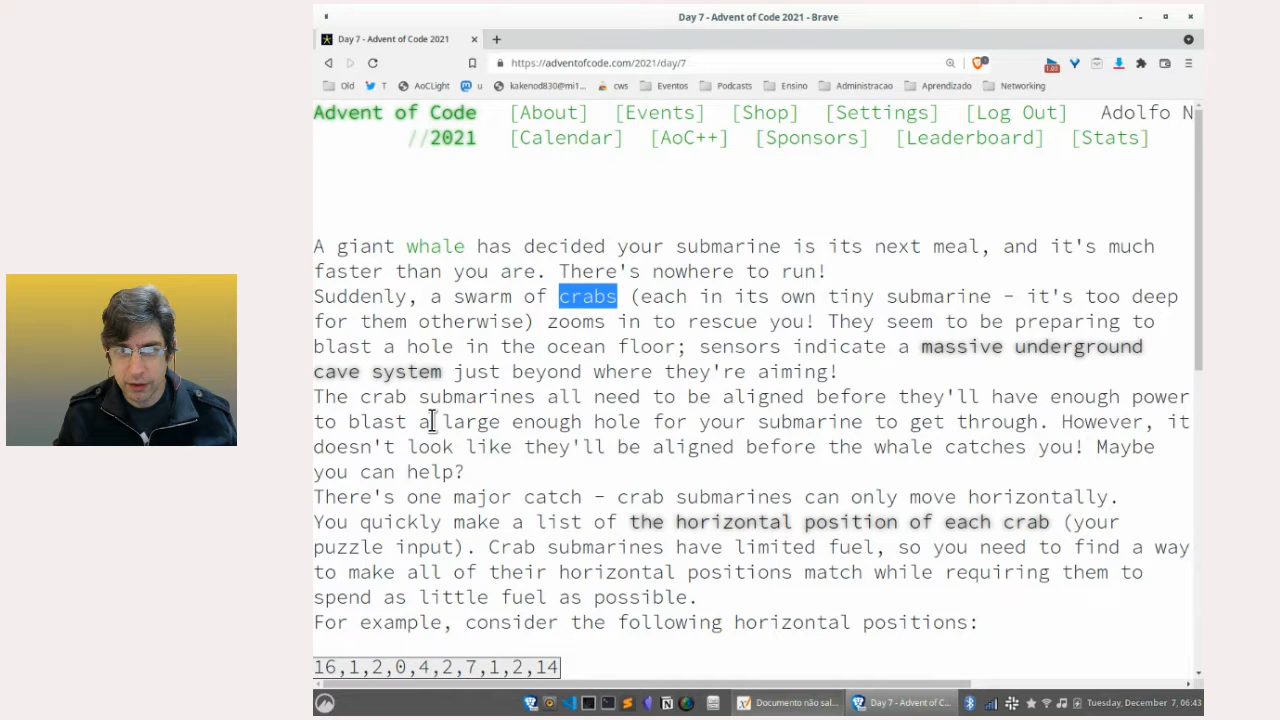 Day 7 - Advent of Code 2021 - Brave
Day 7 - Advent of Code 2021
https://adventofcode.com/2021/day/7
Old T AoCLight u kakenod830@mi1... cws Eventos Podcasts Ensino Administracao Aprendizado Networking
Advent of Code [About] [Events] [Shop] [Settings] [Log Out] Adolfo N
//2021 [Calendar] [AoC++] [Sponsors] [Leaderboard] [Stats]
A giant whale has decided your submarine is its next meal, and it's much
faster than you are. There's nowhere to run!
Suddenly, a swarm of crabs (each in its own tiny submarine - it's too deep
for them otherwise) zooms in to rescue you! They seem to be preparing to
blast a hole in the ocean floor; sensors indicate a massive underground
cave system just beyond where they're aiming!
The crab submarines all need to be aligned before they'll have enough power
to blast a large enough hole for your submarine to get through. However, it
doesn't look like they'll be aligned before the whale catches you! Maybe
you can help?
There's one major catch - crab submarines can only move horizontally.
You quickly make a list of the horizontal position of each crab (your
puzzle input). Crab submarines have limited fuel, so you need to find a way
to make all of their horizontal positions match while requiring them to
spend as little fuel as possible.
For example, consider the following horizontal positions:
16,1,2,0,4,2,7,1,2,14
Documento não sal... Day 7 - Advent of C... Tuesday, December 7, 06:43